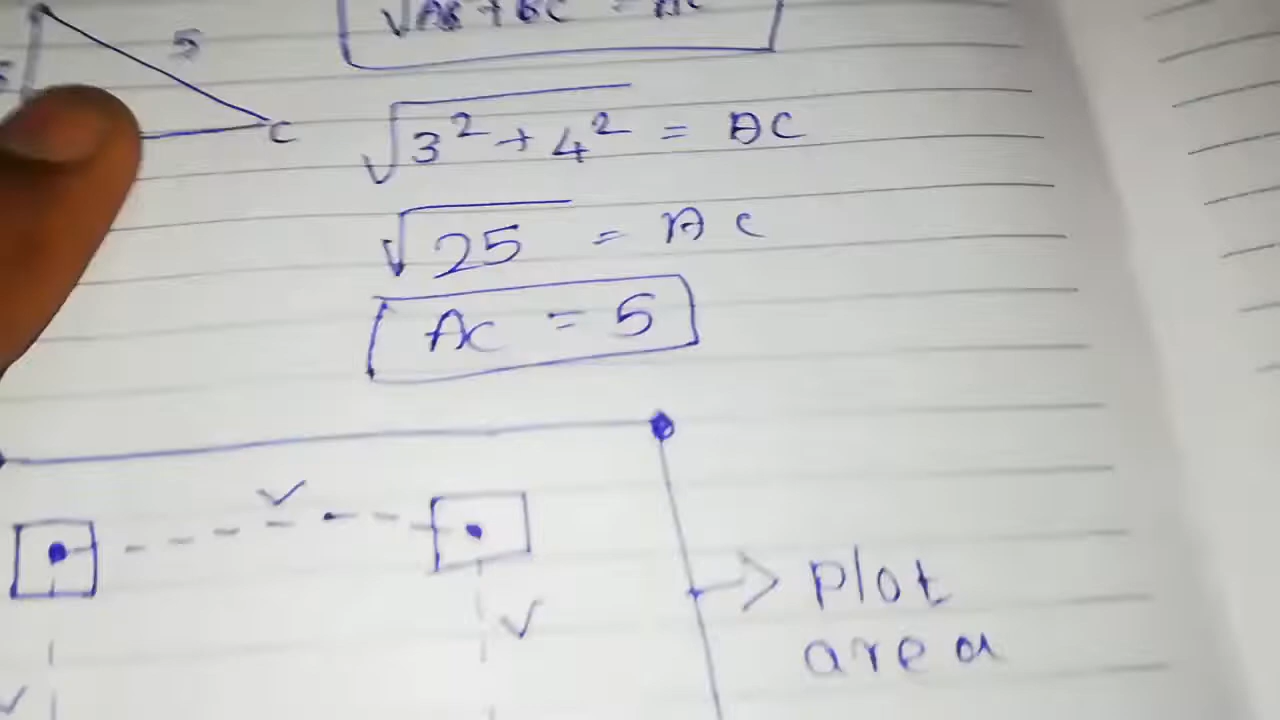 5
C
√3² + 4² = AC
√25 = AC
AC = 5
Plot
area